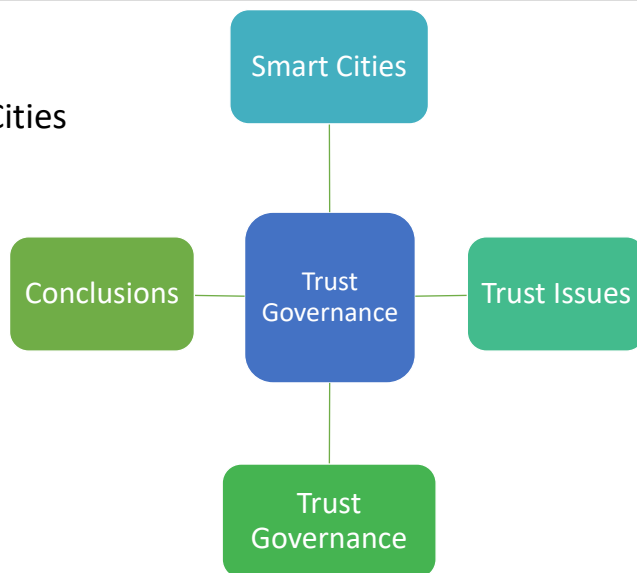 Smart Cities
Cities
Conclusions
Trust
Governance
Trust Issues
Trust
Governance